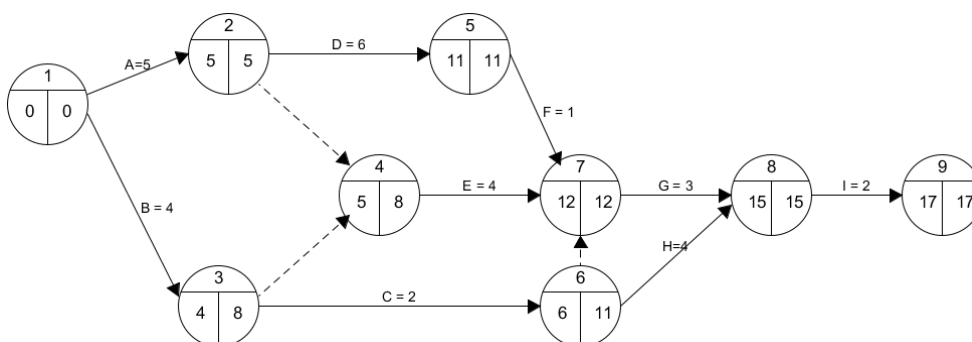 1
0 0
A=5
B = 4
2
5 5
D = 6
5
11 11
F = 1
3
4 8
4
5 8
E = 4
C = 2
6
6 11
7
12 12
G = 3
H=4
8
15 15
I = 2
9
17 17